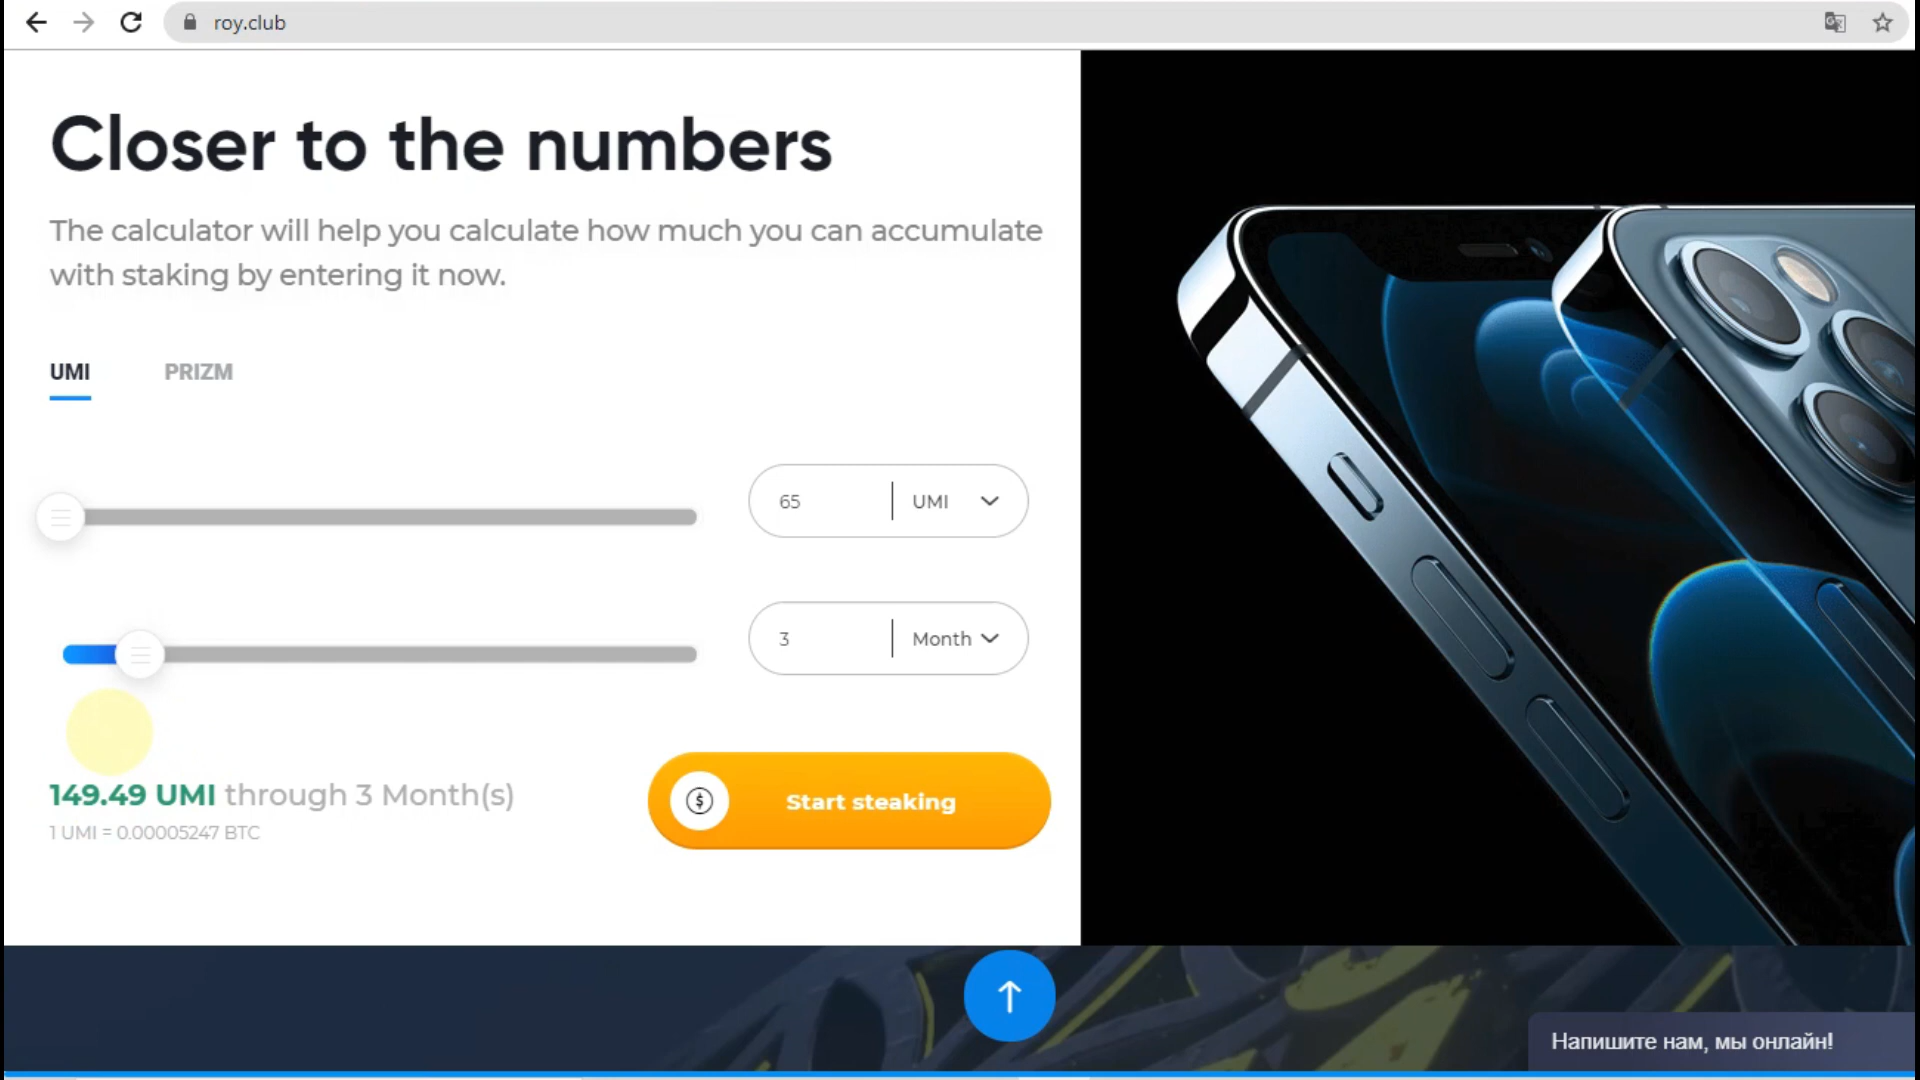 roy.club
Closer to the numbers
The calculator will help you calculate how much you can accumulate
with staking by entering it now.
UMI PRIZM
65 UMI
3 Month
149.49 UMI through 3 Month(s)
1 UMI = 0.00005247 BTC
Start steaking
Напишите нам, мы онлайн!